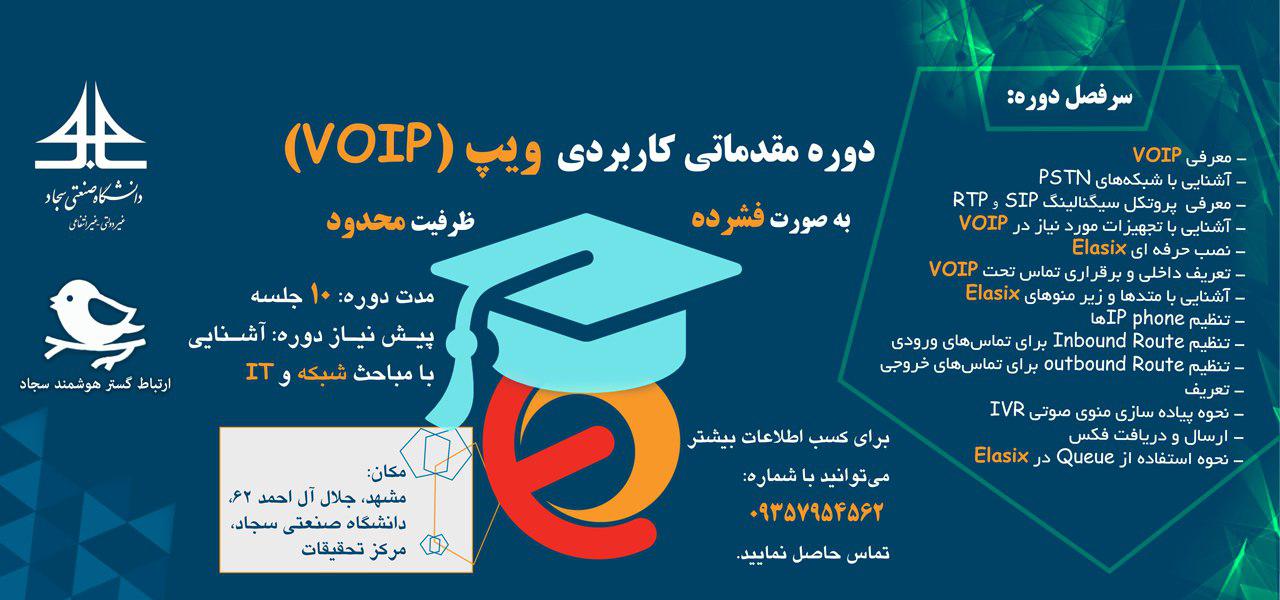 سرفصل دوره:
- معرفی VOIP
- آشنایی با شبکه‌های PSTN
- معرفی پروتکل سیگنالینگ SIP و RTP
- آشنایی با تجهیزات مورد نیاز در VOIP
- نصب حرفه ای Elasix
- تعریف داخلی و برقراری تماس تحت VOIP
- آشنایی با متدها و زیر منوهای Elasix
- تنظیم IP phoneها
- تنظیم Inbound Route برای تماس‌های ورودی
- تنظیم outbound Route برای تماس‌های خروجی
- تعریف
- نحوه پیاده سازی منوی صوتی IVR
- ارسال و دریافت فکس
- نحوه استفاده از Queue در Elasix
دوره مقدماتی کاربردی ویپ (VOIP)
به صورت فشرده
ظرفیت محدود
مدت دوره: ۱۰ جلسه
پیش نیاز دوره: آشنایی
با مباحث شبکه و IT
برای کسب اطلاعات بیشتر
می‌توانید با شماره:
۰۹۳۵۷۹۵۴۵۶۲
تماس حاصل نمایید.
مکان:
مشهد، جلال آل احمد ۶۲،
دانشگاه صنعتی سجاد،
مرکز تحقیقات
دانشگاه صنعتی سجاد
غیردولتی-غیرانتفاعی
ارتباط گستر هوشمند سجاد